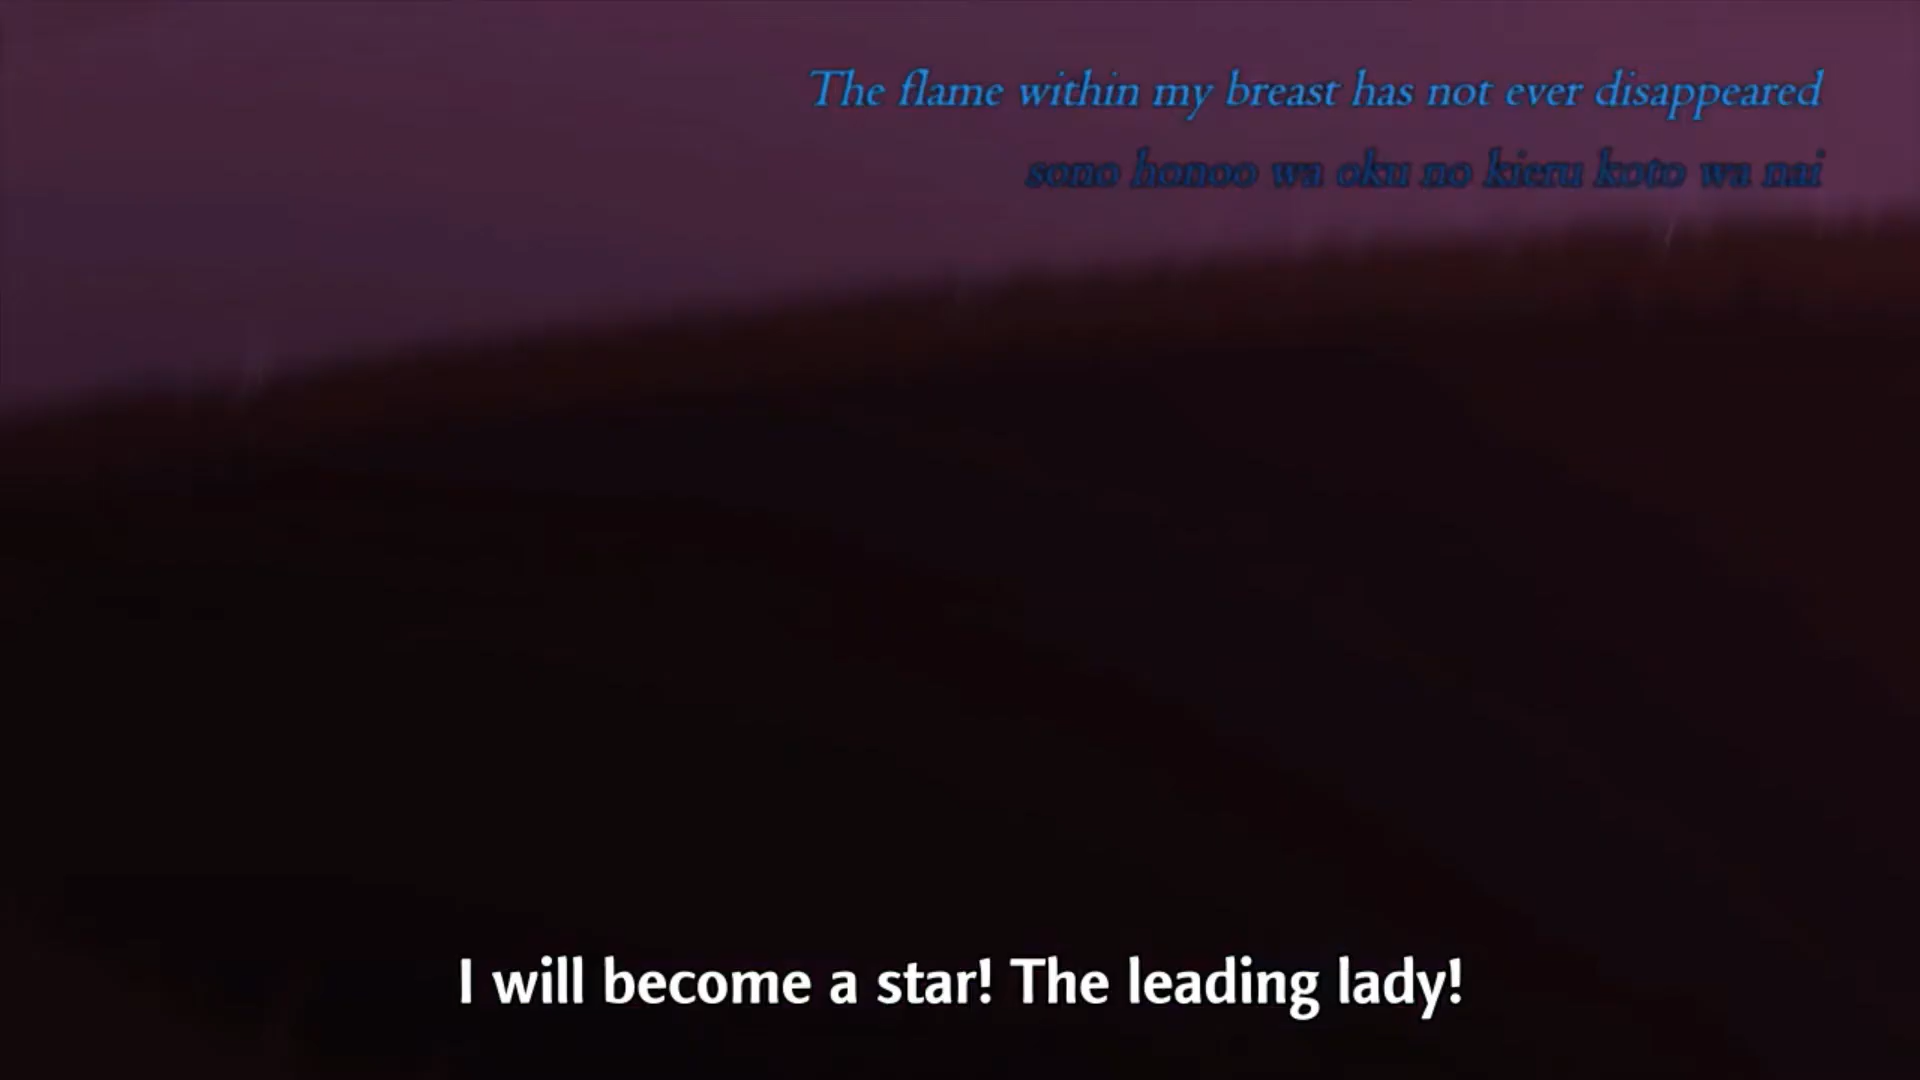 The flame within my breast has not ever disappeared
sono honoo wa oku no kieru koto wa nai
I will become a star! The leading lady!